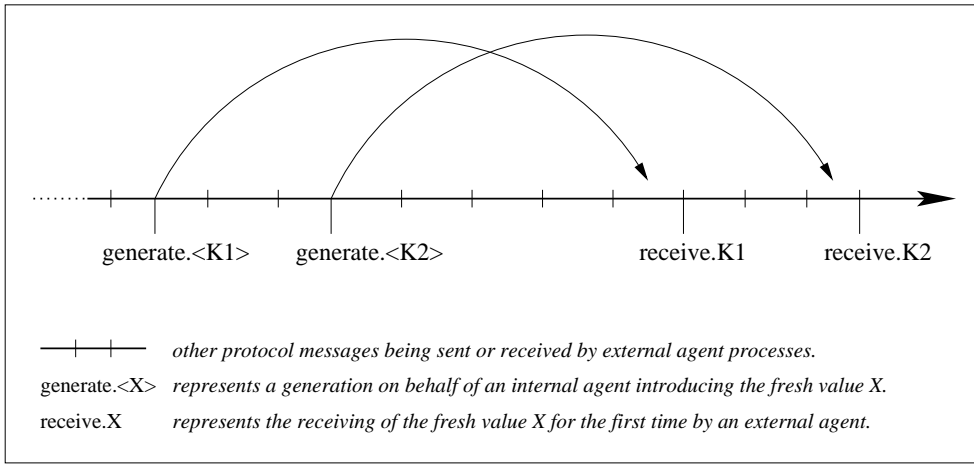 generate.<K1> generate.<K2> receive.K1 receive.K2
other protocol messages being sent or received by external agent processes.
generate.<X> represents a generation on behalf of an internal agent introducing the fresh value X.
receive.X represents the receiving of the fresh value X for the first time by an external agent.